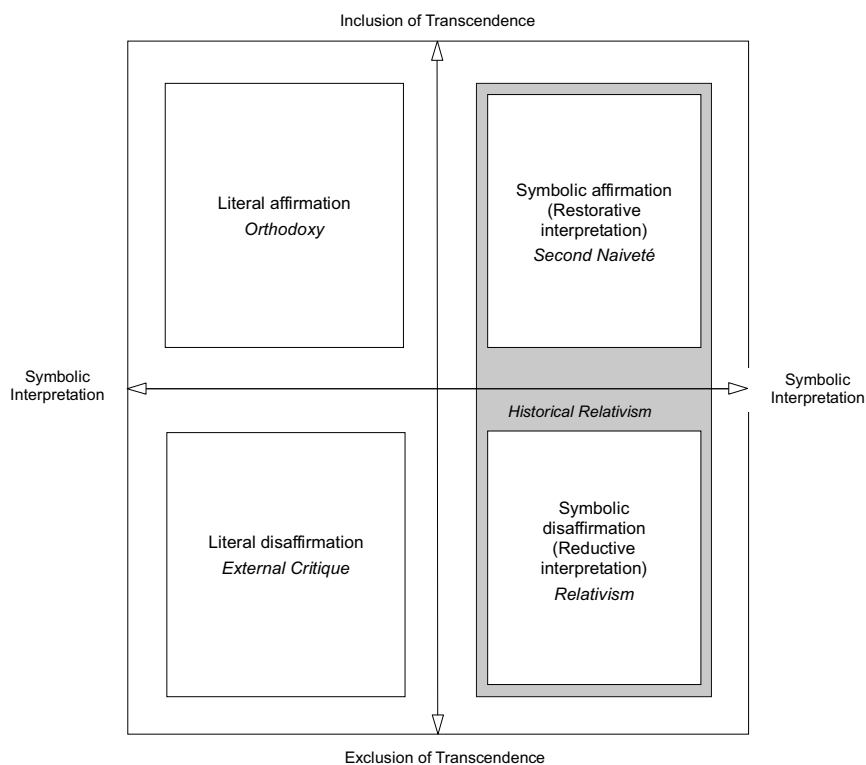 Inclusion of Transcendence
Literal affirmation
Orthodoxy
Symbolic affirmation
(Restorative
interpretation)
Second Naiveté
Symbolic
Interpretation
Symbolic
Interpretation
Historical Relativism
Literal disaffirmation
External Critique
Symbolic
disaffirmation
(Reductive
interpretation)
Relativism
Exclusion of Transcendence